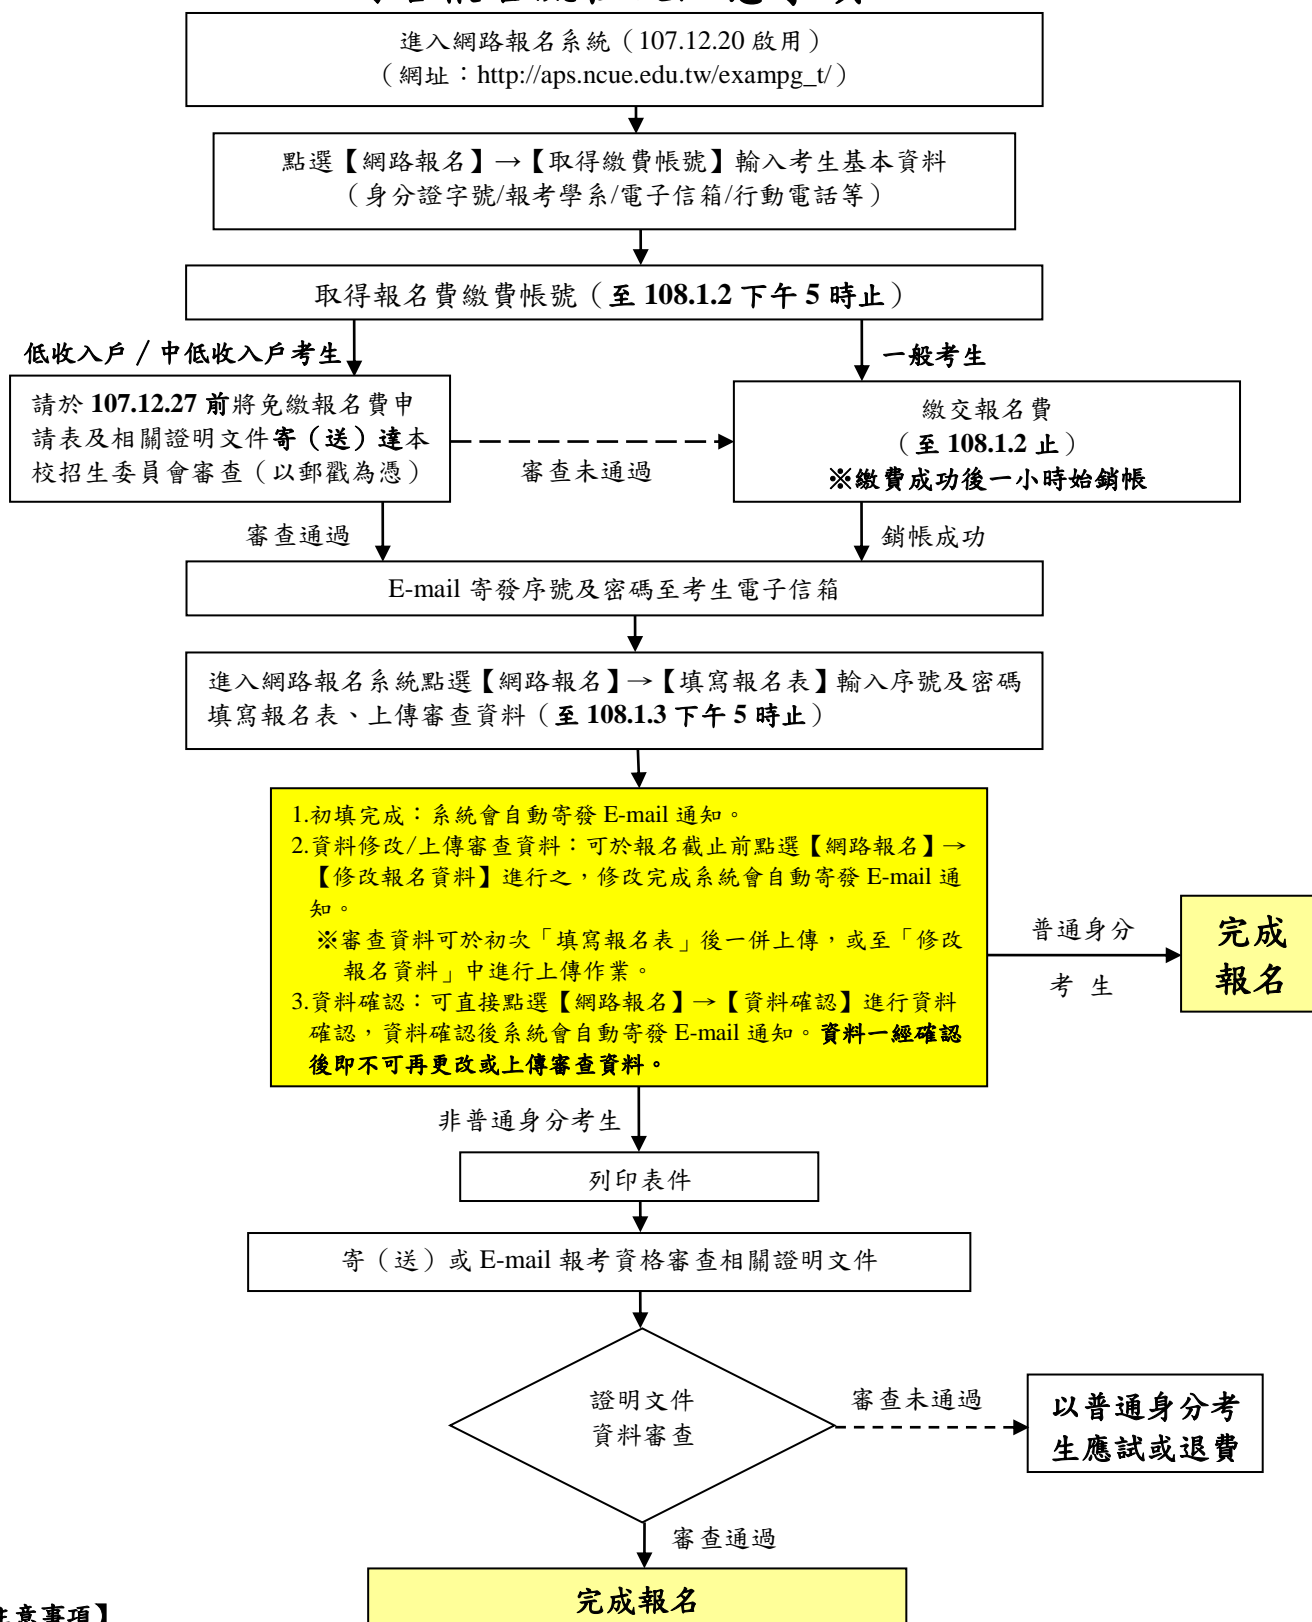 進入網路報名系統（107.12.20 啟用）
（網址：http://aps.ncue.edu.tw/exampg_t/）
點選【網路報名】→【取得繳費帳號】輸入考生基本資料
（身分證字號/報考學系/電子信箱/行動電話等）
取得報名費繳費帳號（至 108.1.2 下午 5 時止）
低收入戶／中低收入戶考生
一般考生
請於 107.12.27 前將免繳報名費申
請表及相關證明文件寄（送）達本
校招生委員會審查（以郵戳為憑）
審查未通過
繳交報名費
（至 108.1.2 止）
※繳費成功後一小時始銷帳
審查通過
銷帳成功
E-mail 寄發序號及密碼至考生電子信箱
進入網路報名系統點選【網路報名】→【填寫報名表】輸入序號及密碼
填寫報名表、上傳審查資料（至 108.1.3 下午 5 時止）
1.初填完成：系統會自動寄發 E-mail 通知。
2.資料修改/上傳審查資料：可於報名截止前點選【網路報名】→
【修改報名資料】進行之，修改完成系統會自動寄發 E-mail 通
知。
※審查資料可於初次「填寫報名表」後一併上傳，或至「修改
報名資料」中進行上傳作業。
3.資料確認：可直接點選【網路報名】→【資料確認】進行資料
確認，資料確認後系統會自動寄發 E-mail 通知。資料一經確認
後即不可再更改或上傳審查資料。
普通身分
考 生
完成
報名
非普通身分考生
列印表件
寄（送）或 E-mail 報考資格審查相關證明文件
證明文件
資料審查
審查未通過
以普通身分考
生應試或退費
審查通過
完成報名
意事項】